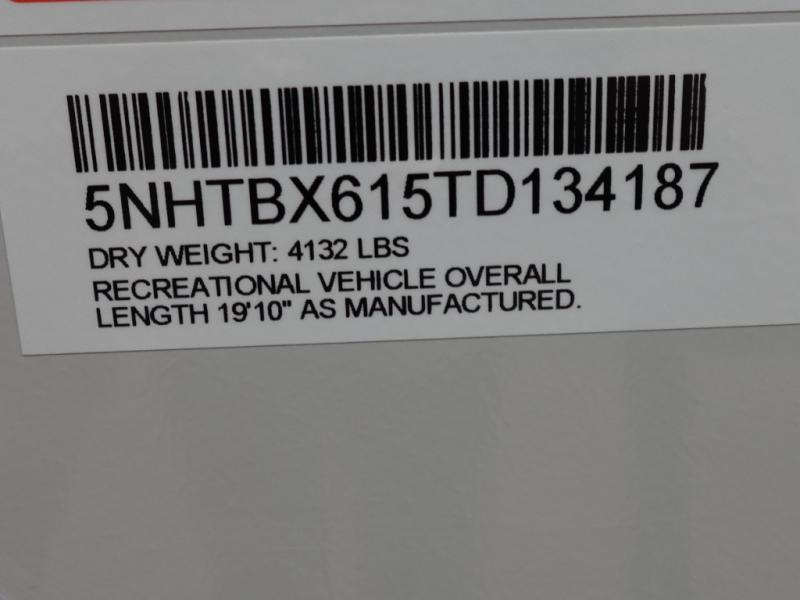 5NHTBX615TD134187
DRY WEIGHT: 4132 LBS
RECREATIONAL VEHICLE OVERALL
LENGTH 19'10" AS MANUFACTURED.